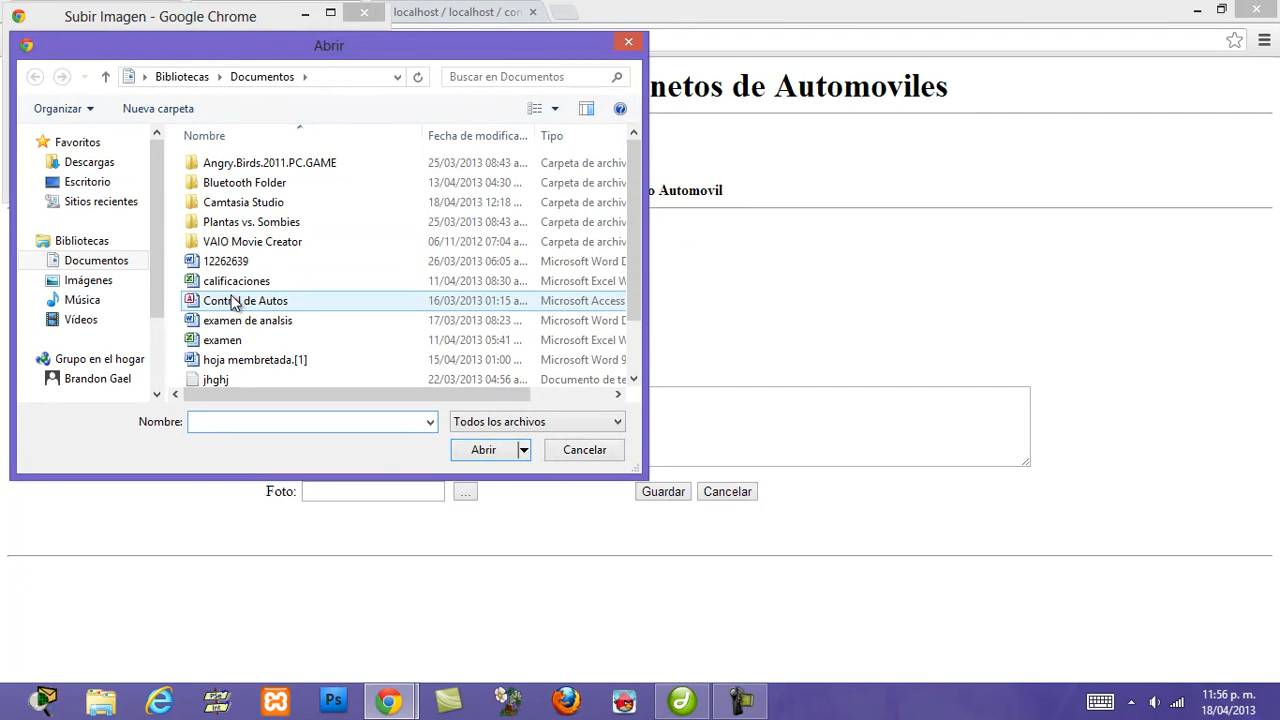 Subir Imagen - Google Chrome
localhost / localhost / con
Abrir
Bibliotecas
Documentos
Buscar en Documentos
netos de Automoviles
Organizar
Nueva carpeta
Favoritos
Descargas
Escritorio
Sitios recientes
Bibliotecas
Documentos
Imágenes
Música
Vídeos
Grupo en el hogar
Brandon Gael
Nombre Fecha de modifica... Tipo
Angry.Birds.2011.PC.GAME 25/03/2013 08:43 a... Carpeta de archiv
Bluetooth Folder 13/04/2013 04:30 ... Carpeta de archiv
Camtasia Studio 18/04/2013 12:18 ... Carpeta de archiv
Plantas vs. Sombies 25/03/2013 08:43 a... Carpeta de archiv
VAIO Movie Creator 06/11/2012 07:04 a... Carpeta de archiv
12262639 26/03/2013 06:05 a... Microsoft Word D
calificaciones 11/04/2013 08:30 a... Microsoft Excel W
Control de Autos 16/03/2013 01:15 a... Microsoft Access
examen de analsis 17/03/2013 08:23 ... Microsoft Word D
examen 11/04/2013 05:41 ... Microsoft Excel W
hoja membretada.[1] 15/04/2013 01:00 ... Microsoft Word 9
jhghj 22/03/2013 04:56 a... Documento de te
o Automovil
Nombre:
Todos los archivos
Abrir
Cancelar
Foto:
...
Guardar
Cancelar
Ps
11:56 p. m.
18/04/2013